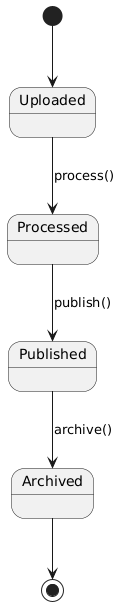 Uploaded
process()
Processed
publish()
Published
archive()
Archived